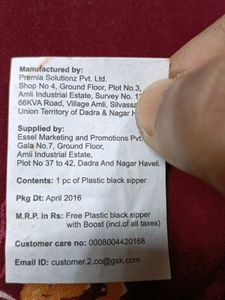 Manufactured by:
Premia Solutionz Pvt. Ltd.
Shop No 4, Ground Floor, Plot No.3,
Amli Industrial Estate, Survey No.
66KVA Road, Village Amli, Silvassa
Union Territory of Dadra & Nagar H
Supplied by:
Essel Marketing and Promotions Pvt.
Gala No.7, Ground Floor,
Amli Industrial Estate,
Plot No 37 to 42, Dadra And Nagar Haveli.
Contents: 1 pc of Plastic black sipper
Pkg Dt: April 2016
M.R.P. in Rs: Free Plastic black sipper
with Boost (incl.of all taxes)
Customer care no: 0008004420168
Email ID: customer.2.co@gsk.com